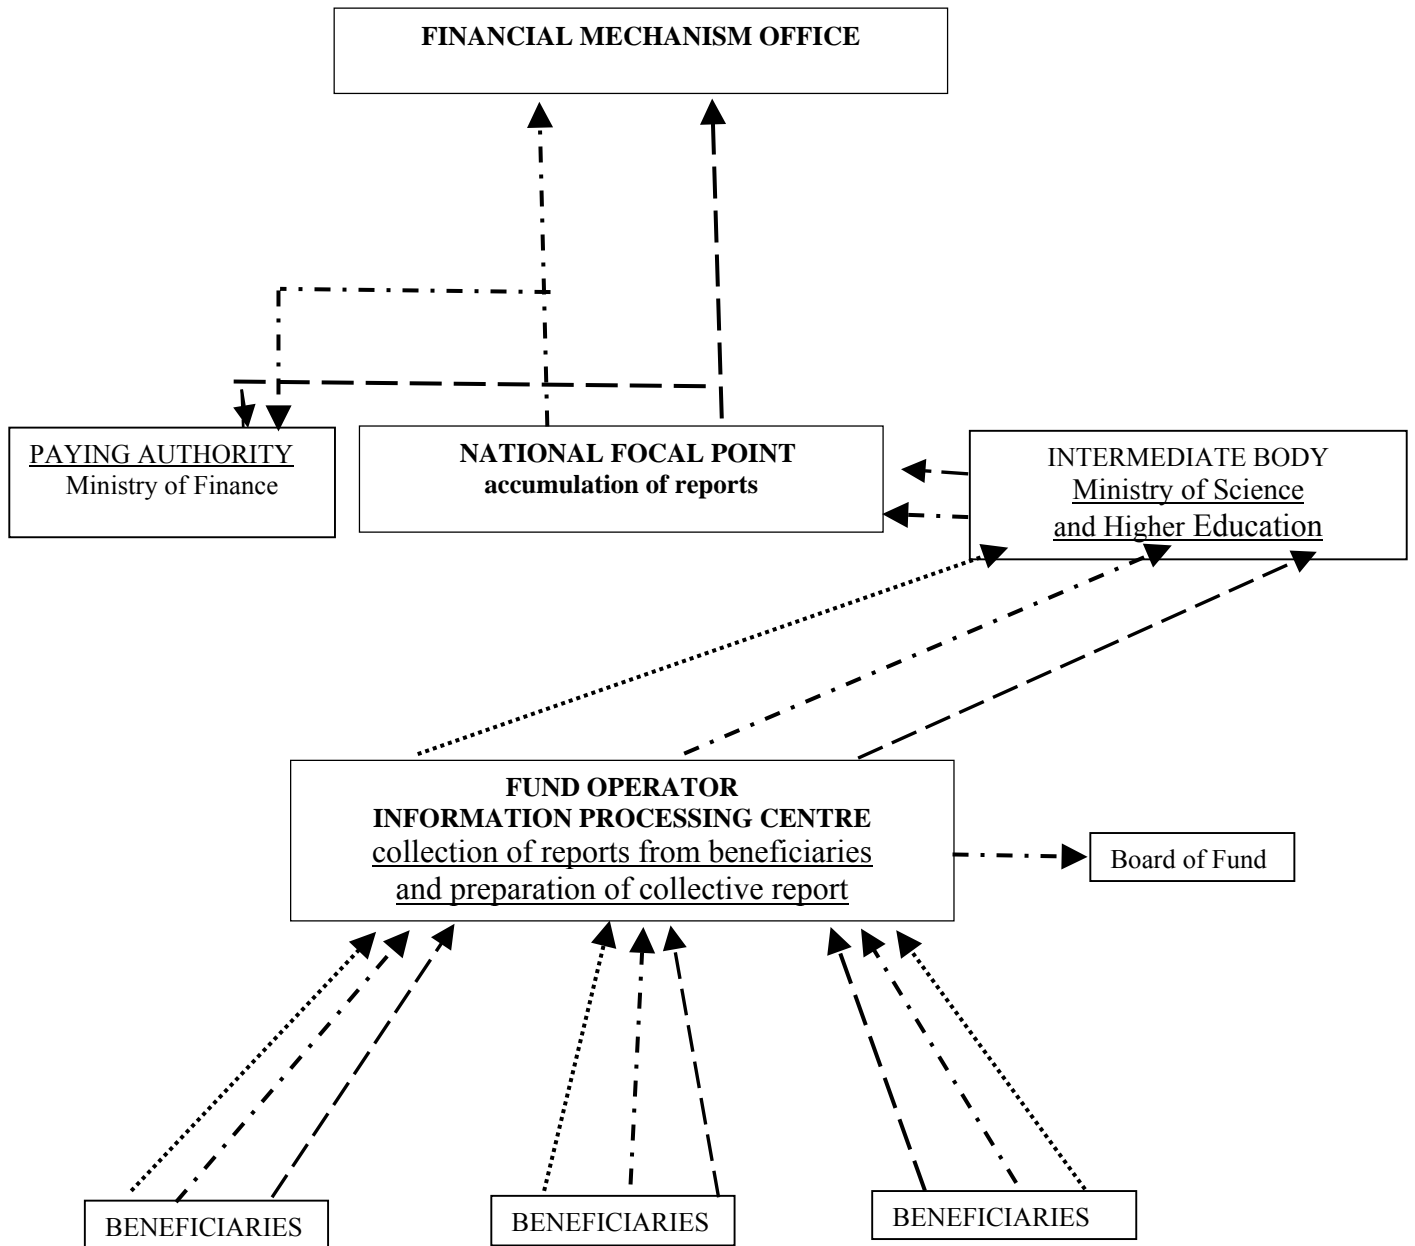 FINANCIAL MECHANISM OFFICE
PAYING AUTHORITY
Ministry of Finance
NATIONAL FOCAL POINT
accumulation of reports
INTERMEDIATE BODY
Ministry of Science
and Higher Education
FUND OPERATOR
INFORMATION PROCESSING CENTRE
collection of reports from beneficiaries
and preparation of collective report
Board of Fund
BENEFICIARIES
BENEFICIARIES
BENEFICIARIES